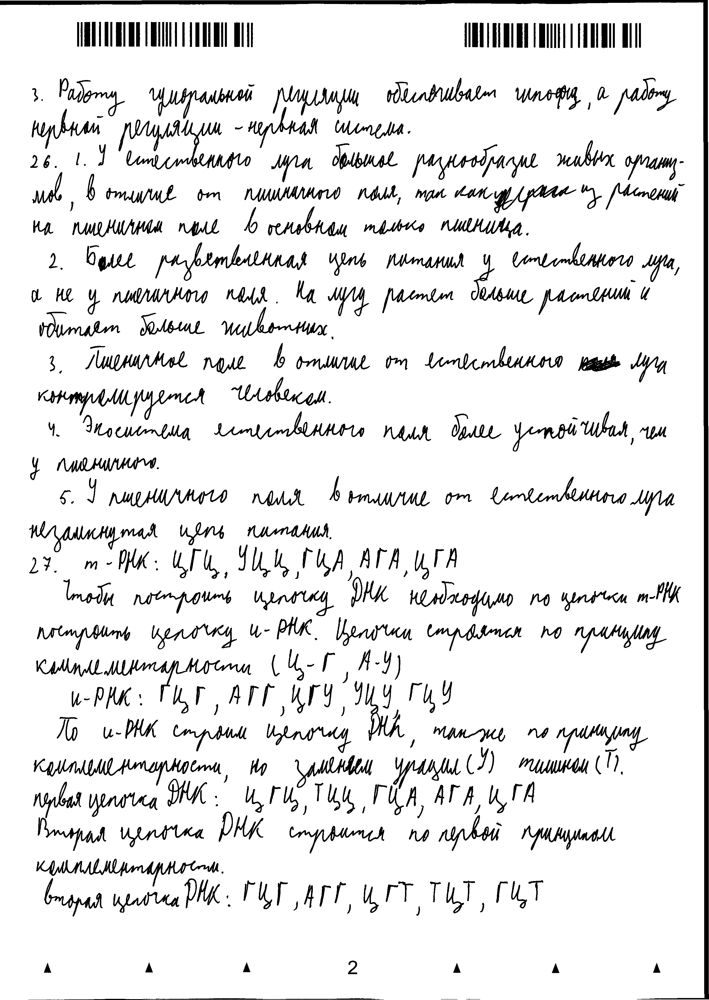 3. Работу гуморальной регуляции обеспечивает гипофиз, а работу
нервной регуляции - нервная система.
26. 1. У естественного луга большое разнообразие живых организ-
мов, в отличие от пшеничного поля, так как из растений
на пшеничном поле в основном только пшеница.
2. Более разветвленная цепь питания у естественного луга,
а не у пшеничного поля. На лугу растет больше растений и
обитает больше животных.
3. Пшеничное поле в отличие от естественного луга
контролируется человеком.
4. Экосистема естественного поля более устойчивая, чем
у пшеничного.
5. У пшеничного поля в отличие от естественного луга
незамкнутая цепь питания.
27. т-РНК: ЦГЦ, УЦЦ, ГЦА, АГА, ЦГА
Чтобы построить цепочку ДНК необходимо по цепочки т-РНК
построить цепочку и-РНК. Цепочки строятся по принципу
комплементарности (Ц-Г, А-У)
и-РНК: ГЦГ, АГГ, ЦГУ, УЦУ, ГЦУ
По и-РНК строим цепочку ДНК, также по принципу
комплементарности, но заменяем урацил (У) тимином (Т).
первая цепочка ДНК: ЦГЦ, ТЦЦ, ГЦА, АГА, ЦГА
Вторая цепочка ДНК строится по первой принципом
комплементарности.
вторая цепочка ДНК: ГЦГ, АГГ, ЦГТ, ТЦТ, ГЦТ
2